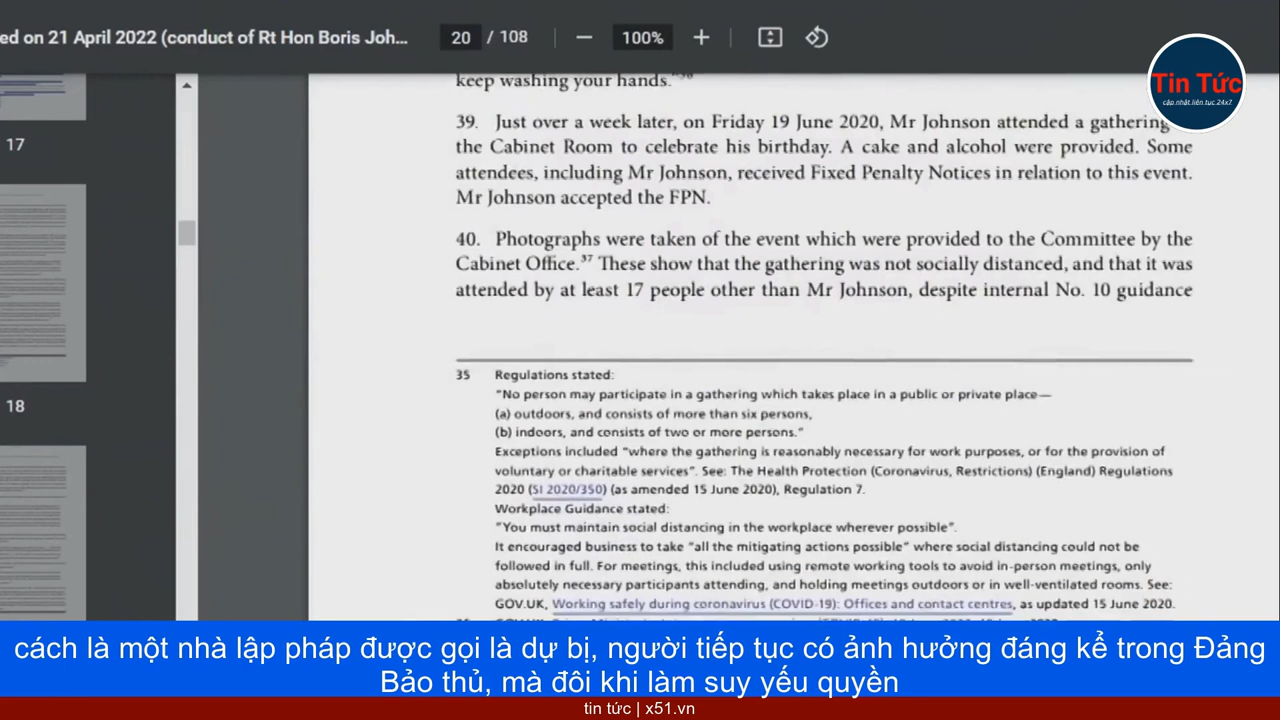 ed on 21 April 2022 (conduct of Rt Hon Boris Joh...
20 / 108
100%
Tin Tức
cập nhật liên tục 24x7
17
18
keep washing your hands."
39. Just over a week later, on Friday 19 June 2020, Mr Johnson attended a gathering
the Cabinet Room to celebrate his birthday. A cake and alcohol were provided. Some
attendees, including Mr Johnson, received Fixed Penalty Notices in relation to this event.
Mr Johnson accepted the FPN.
40. Photographs were taken of the event which were provided to the Committee by the
Cabinet Office.37 These show that the gathering was not socially distanced, and that it was
attended by at least 17 people other than Mr Johnson, despite internal No. 10 guidance
35 Regulations stated:
"No person may participate in a gathering which takes place in a public or private place—
(a) outdoors, and consists of more than six persons,
(b) indoors, and consists of two or more persons."
Exceptions included "where the gathering is reasonably necessary for work purposes, or for the provision of
voluntary or charitable services". See: The Health Protection (Coronavirus, Restrictions) (England) Regulations
2020 (SI 2020/350) (as amended 15 June 2020), Regulation 7.
Workplace Guidance stated:
"You must maintain social distancing in the workplace wherever possible".
It encouraged business to take "all the mitigating actions possible" where social distancing could not be
followed in full. For meetings, this included using remote working tools to avoid in-person meetings, only
absolutely necessary participants attending, and holding meetings outdoors or in well-ventilated rooms. See:
GOV.UK, Working safely during coronavirus (COVID-19): Offices and contact centres, as updated 15 June 2020.
cách là một nhà lập pháp được gọi là dự bị, người tiếp tục có ảnh hưởng đáng kể trong Đảng
Bảo thủ, mà đôi khi làm suy yếu quyền
tin tức | x51.vn